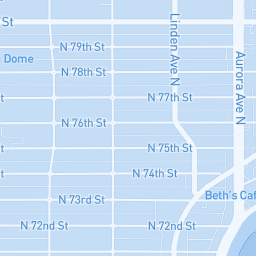 N 79th St
Dome
N 78th St
Linden Ave N
Aurora Ave N
N 77th St
N 76th St
N 75th St
N 74th St
N 73rd St
Beth's Caf
N 72nd St
N 72nd St